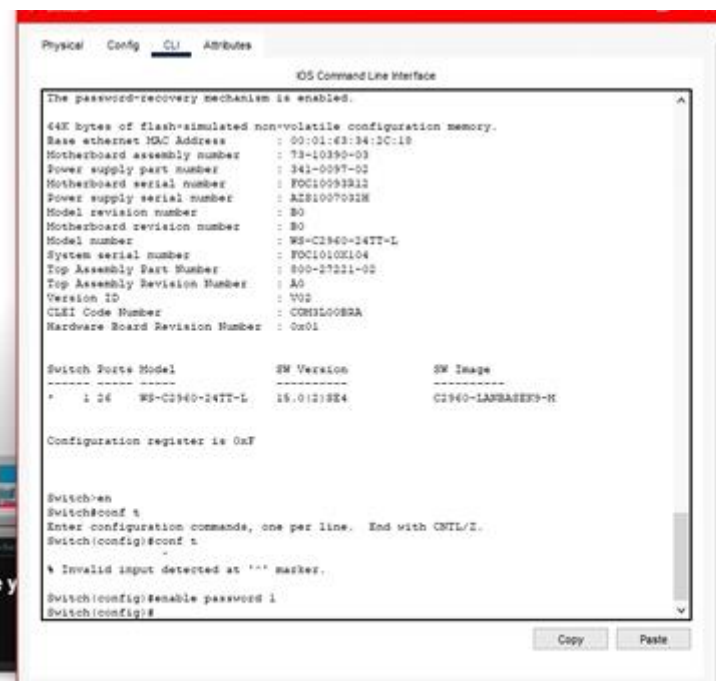 Physical Config CLI Attributes
IOS Command Line Interface
The password-recovery mechanism is enabled.
64K bytes of flash-simulated non-volatile configuration memory.
Base ethernet MAC Address : 00:01:63:34:2C:18
Motherboard assembly number : 73-10390-03
Power supply part number : 341-0097-02
Motherboard serial number : FOC10093R12
Power supply serial number : AZS1007032H
Model revision number : B0
Motherboard revision number : B0
Model number : WS-C2960-24TT-L
System serial number : FOC1010X104
Top Assembly Part Number : 800-27221-02
Top Assembly Revision Number : A0
Version ID : V02
CLEI Code Number : COM3L00BRA
Hardware Board Revision Number : 0x01
Switch Ports Model SW Version SW Image
------ ----- ----- ---------- ----------
* 1 26 WS-C2960-24TT-L 15.0(2)SE4 C2960-LANBASEK9-M
Configuration register is 0xF
Switch>en
Switch#conf t
Enter configuration commands, one per line. End with CNTL/Z.
Switch(config)#conf t
^
% Invalid input detected at '^' marker.
Switch(config)#enable password 1
Switch(config)#
Copy Paste